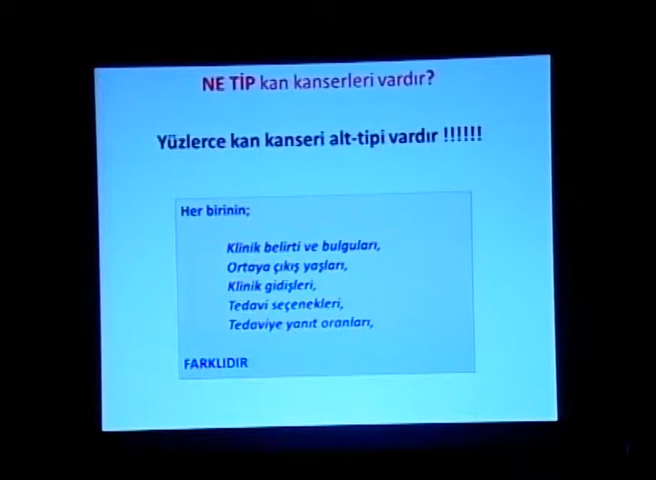 NE TİP kan kanserleri vardır?
Yüzlerce kan kanseri alt-tipi vardır !!!!!!
Her birinin;
Klinik belirti ve bulguları,
Ortaya çıkış yaşları,
Klinik gidişleri,
Tedavi seçenekleri,
Tedaviye yanıt oranları,
FARKLIDIR